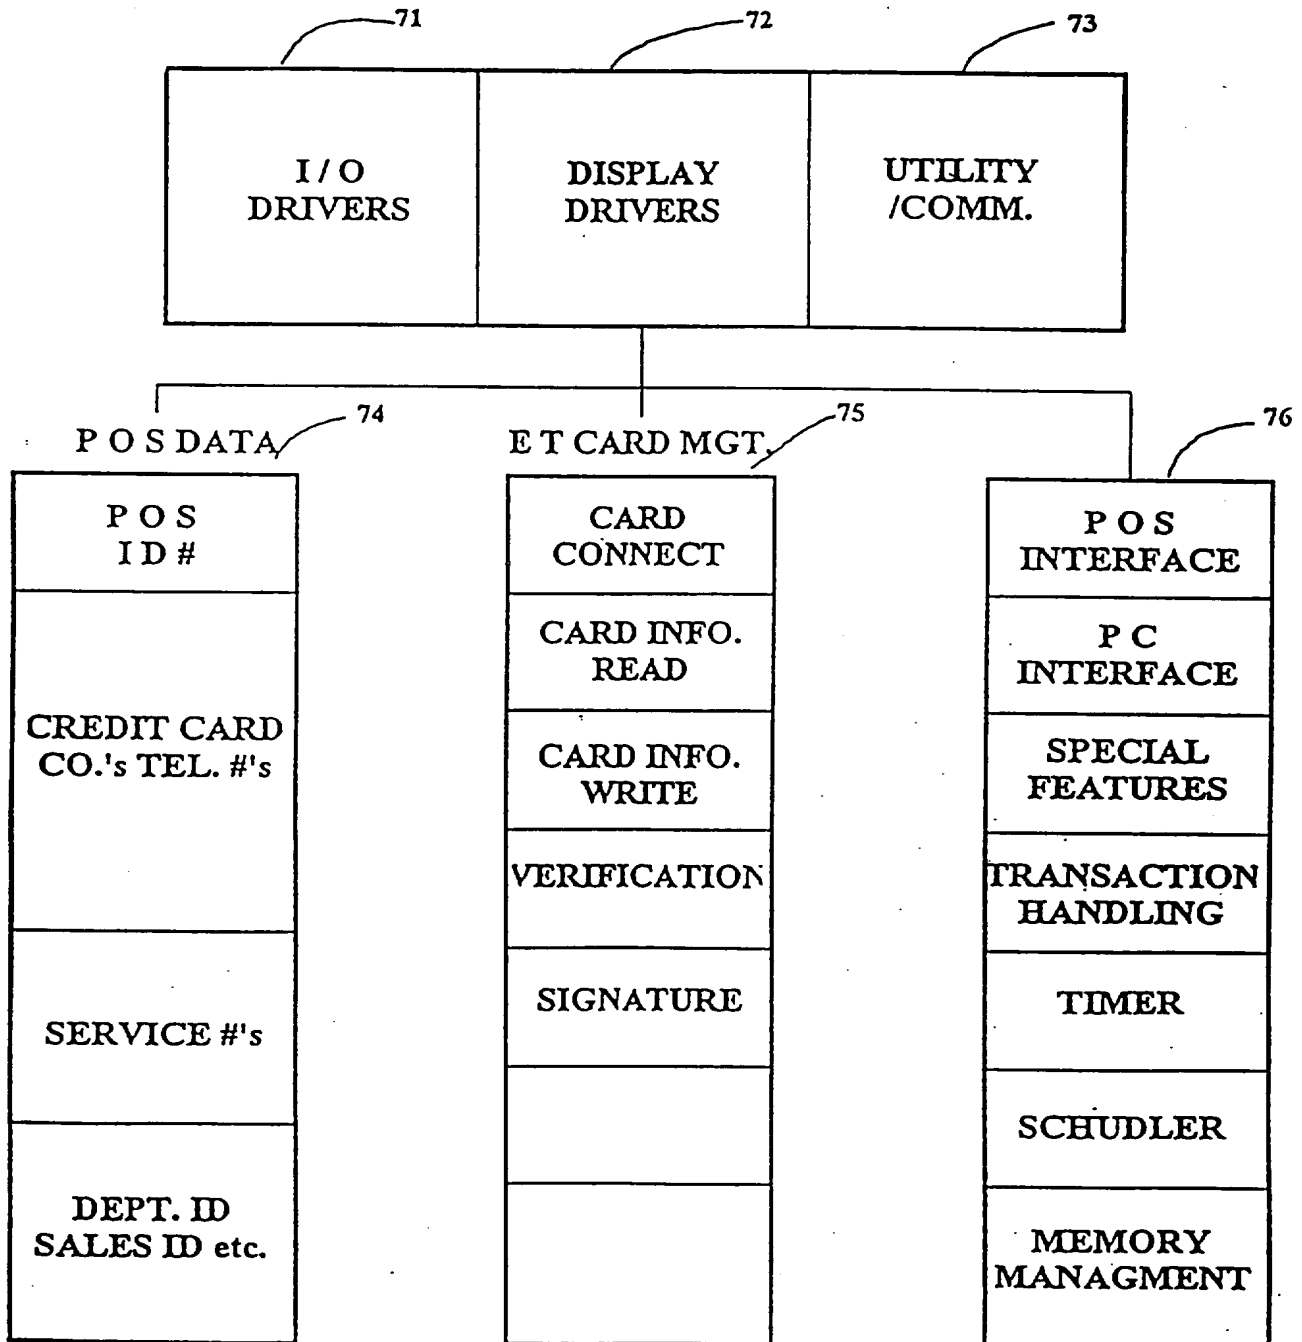 71
72
73
I / O
DRIVERS
DISPLAY
DRIVERS
UTILITY
/COMM.
74
75
76
P O S DATA
E T CARD MGT.
P O S
I D #
CREDIT CARD
CO.'s TEL. #'s
SERVICE #'s
DEPT. ID
SALES ID etc.
CARD
CONNECT
CARD INFO.
READ
CARD INFO.
WRITE
VERIFICATION
SIGNATURE
P O S
INTERFACE
P C
INTERFACE
SPECIAL
FEATURES
TRANSACTION
HANDLING
TIMER
SCHUDLER
MEMORY
MANAGMENT